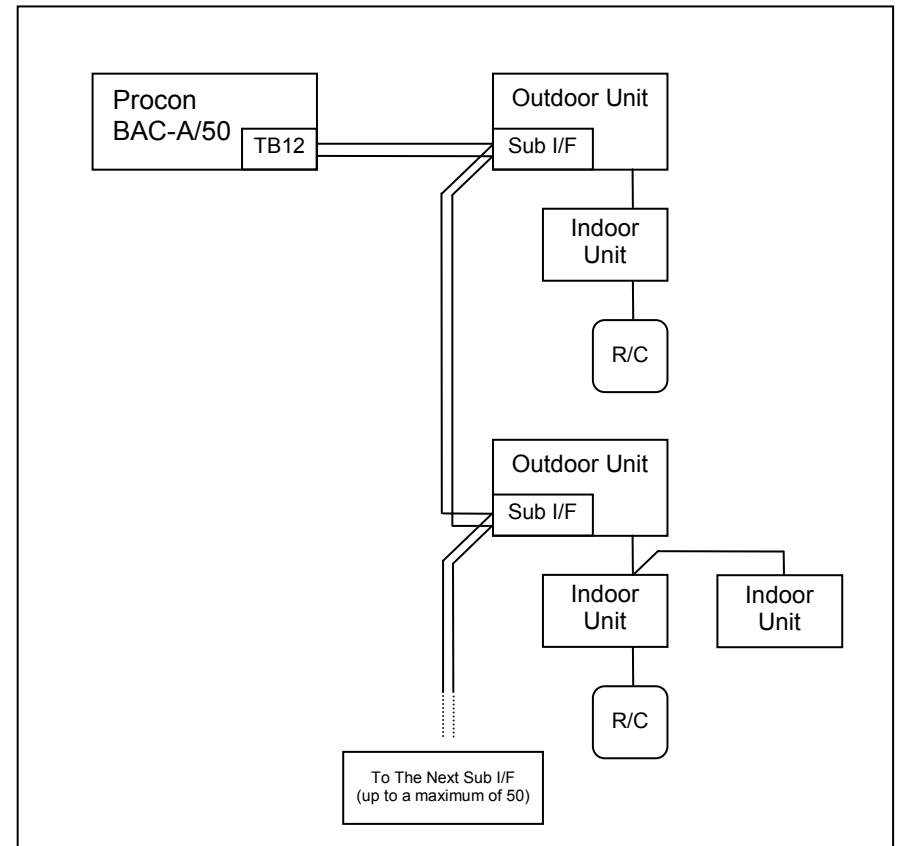 Procon
BAC-A/50
TB12
Outdoor Unit
Sub I/F
Indoor
Unit
R/C
Outdoor Unit
Sub I/F
Indoor
Unit
Indoor
Unit
R/C
To The Next Sub I/F
(up to a maximum of 50)